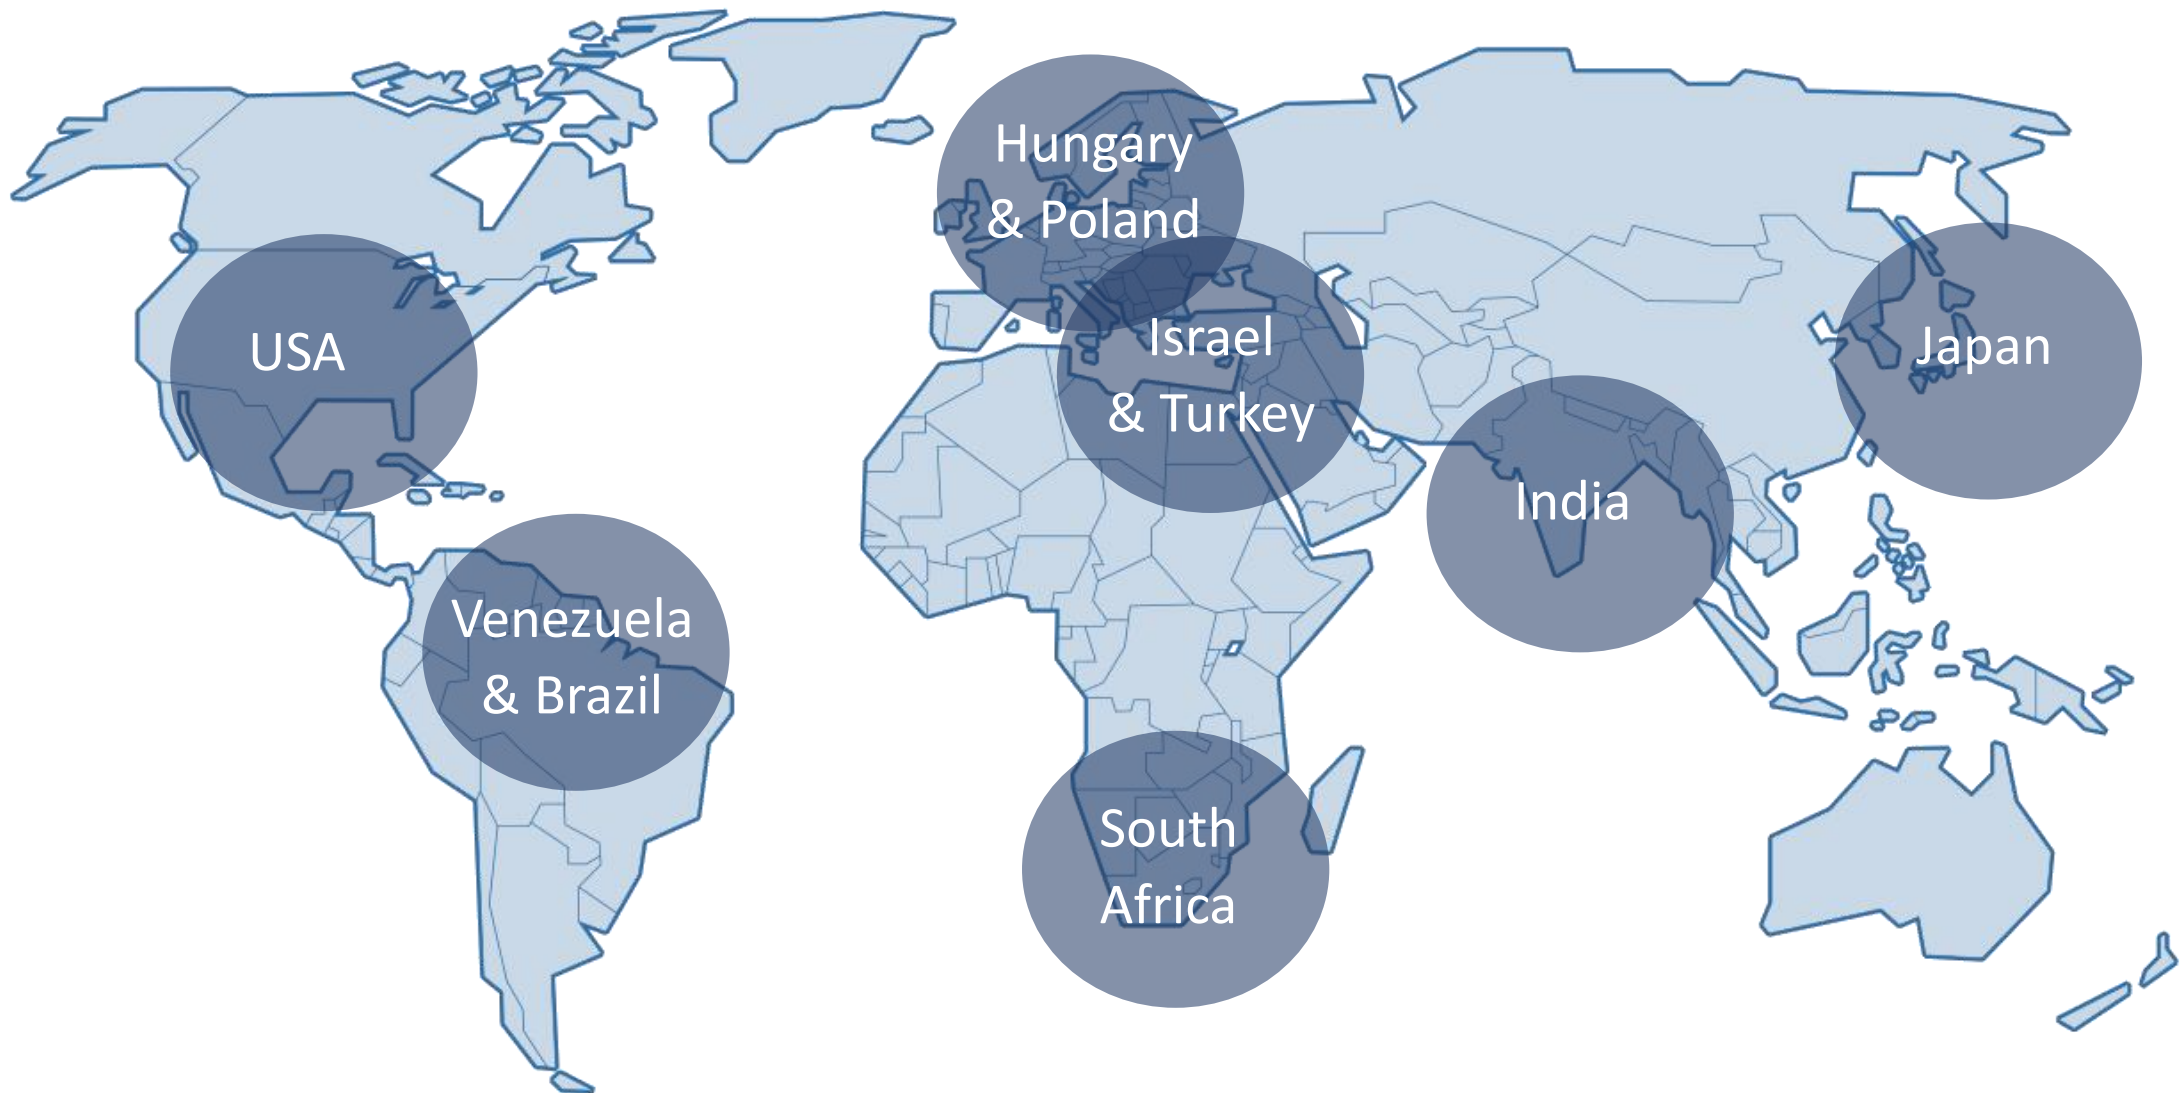 Hungary
& Poland
USA
Israel
& Turkey
Japan
India
Venezuela
& Brazil
South
Africa